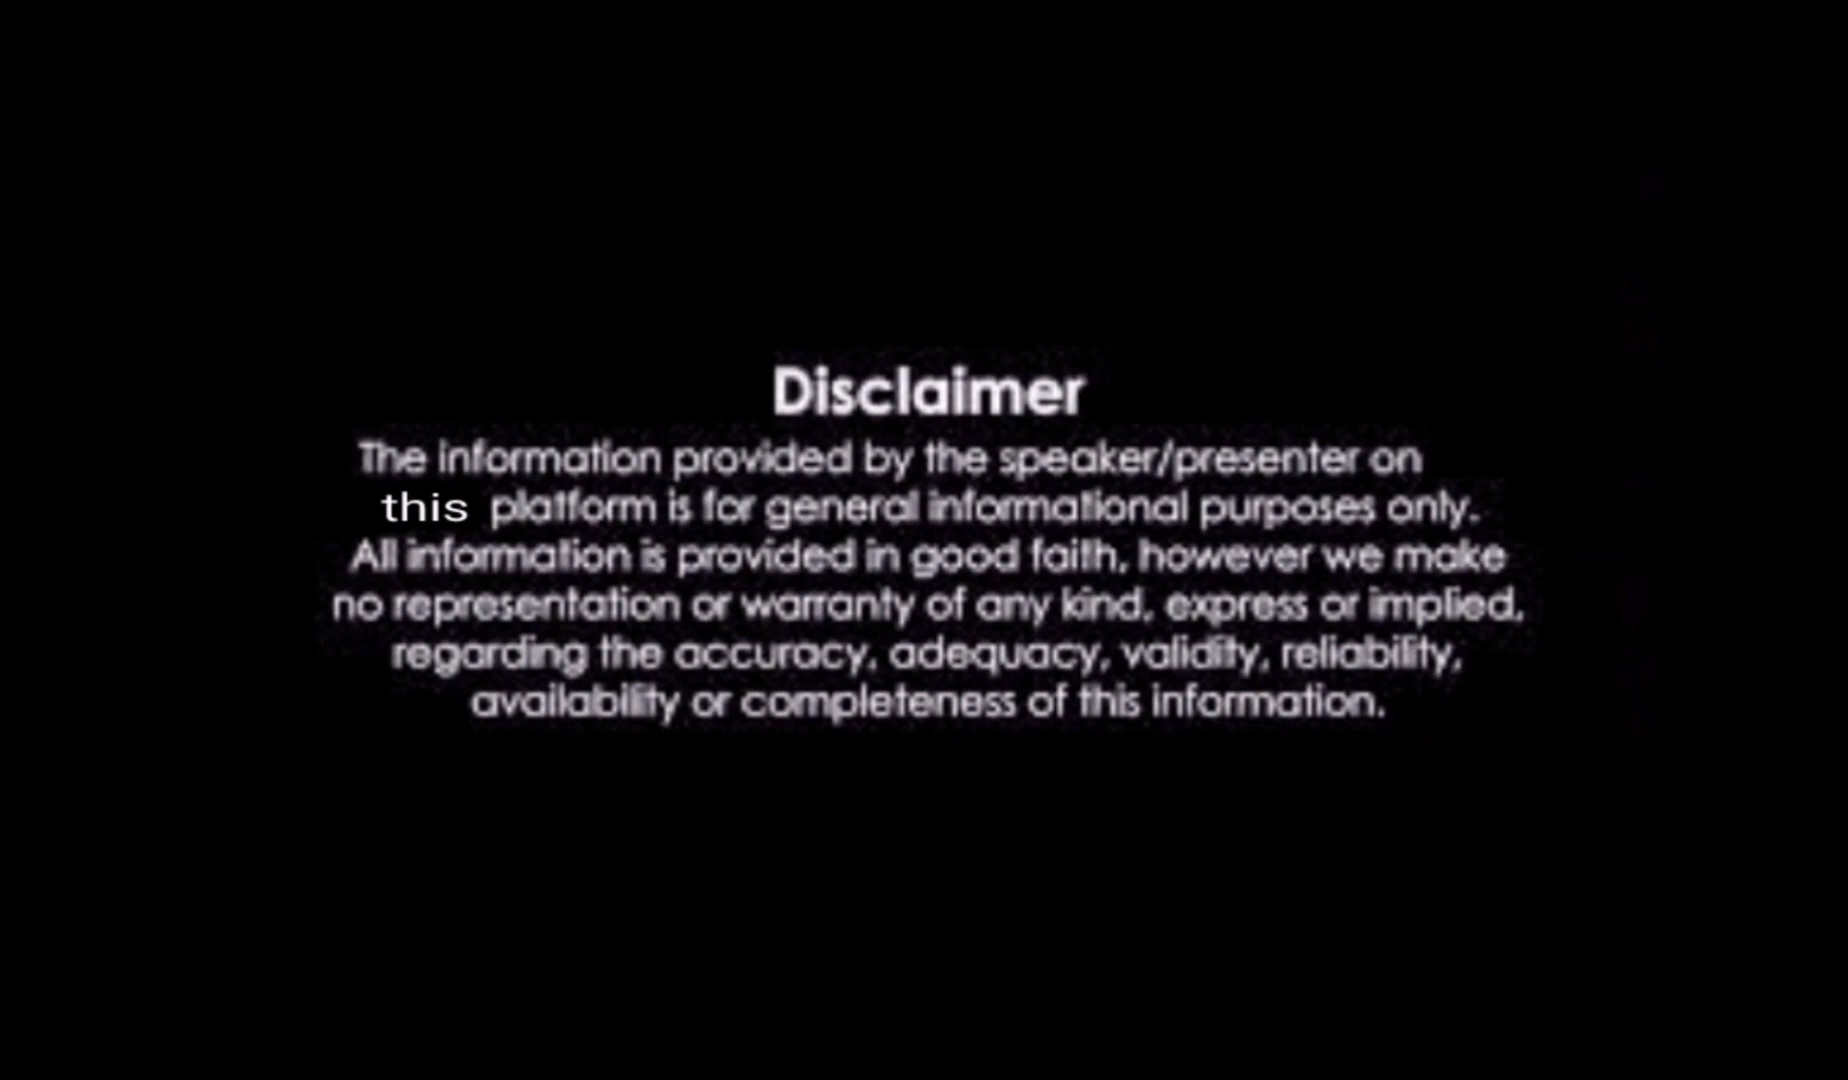 Disclaimer
The information provided by the speaker/presenter on
this platform is for general informational purposes only.
All information is provided in good faith, however we make
no representation or warranty of any kind, express or implied,
regarding the accuracy, adequacy, validity, reliability,
availability or completeness of this information.